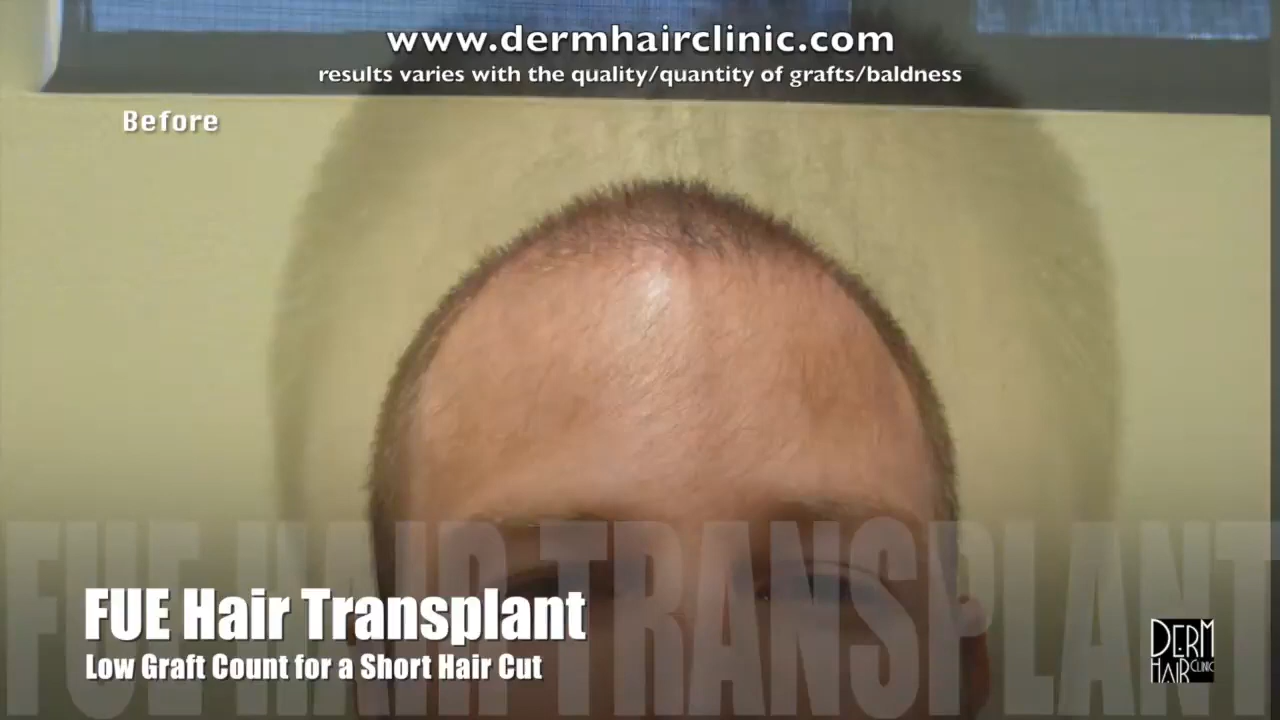 www.dermhairclinic.com
results varies with the quality/quantity of grafts/baldness
Before
FUE HAIR TRANSPLANT
FUE Hair Transplant
Low Graft Count for a Short Hair Cut
DERM
HAIR CLINIC